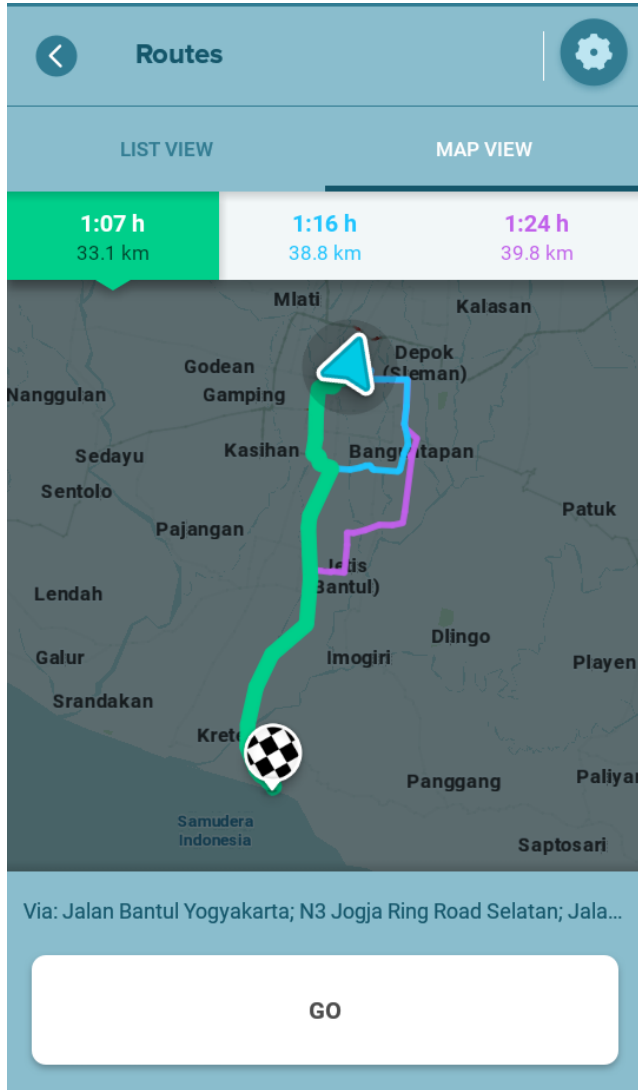 Routes
LIST VIEW
MAP VIEW
1:07 h
1:16 h
1:24 h
33.1 km
38.8 km
39.8 km
Mlati
Kalasan
Depok
(Sleman)
Godean
Nanggulan
Gamping
Kasihan
Sedayu
Sentolo
Patuk
Pajangan
Jetis
Lendah
Dlingo
Galur
Imogiri
Playen
Srandakan
Panggang
Samudera
Indonesia
Saptosari
Via: Jalan Bantul Yogyakarta; N3 Jogja Ring Road Selatan; Jala...
GO